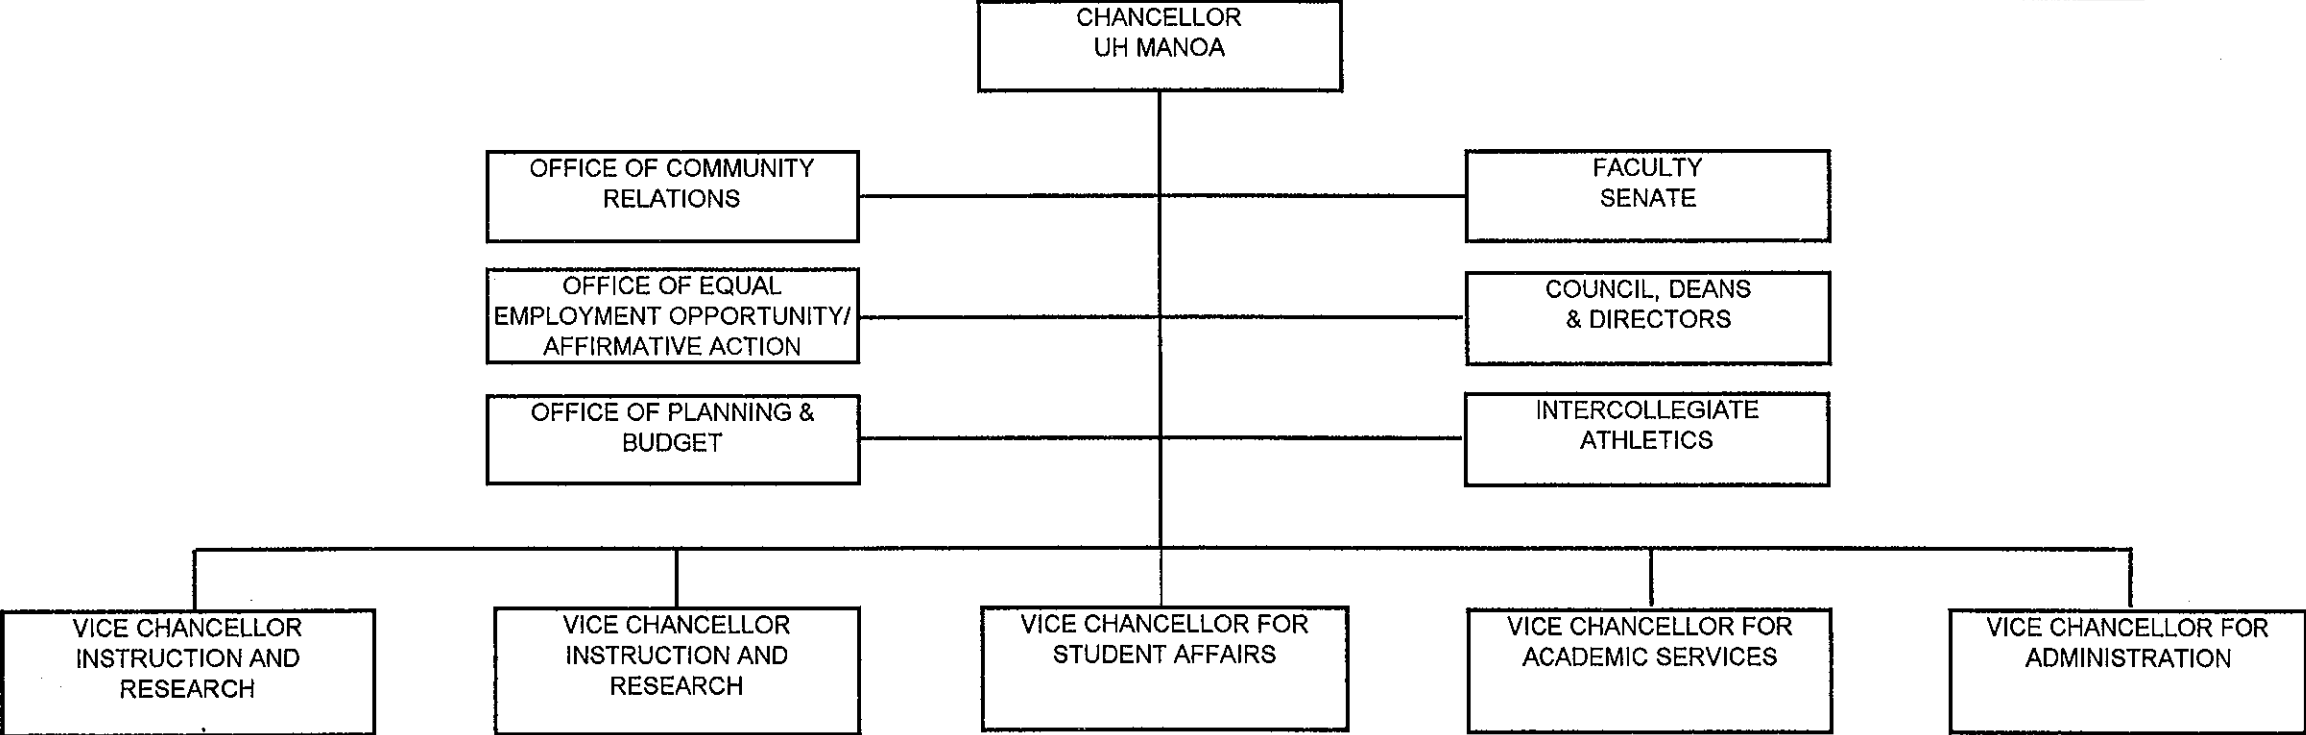 CHANCELLOR
UH MANOA
OFFICE OF COMMUNITY
RELATIONS
FACULTY
SENATE
OFFICE OF EQUAL
EMPLOYMENT OPPORTUNITY/
AFFIRMATIVE ACTION
COUNCIL, DEANS
& DIRECTORS
OFFICE OF PLANNING &
BUDGET
INTERCOLLEGIATE
ATHLETICS
VICE CHANCELLOR
INSTRUCTION AND
RESEARCH
VICE CHANCELLOR
INSTRUCTION AND
RESEARCH
VICE CHANCELLOR FOR
STUDENT AFFAIRS
VICE CHANCELLOR FOR
ACADEMIC SERVICES
VICE CHANCELLOR FOR
ADMINISTRATION